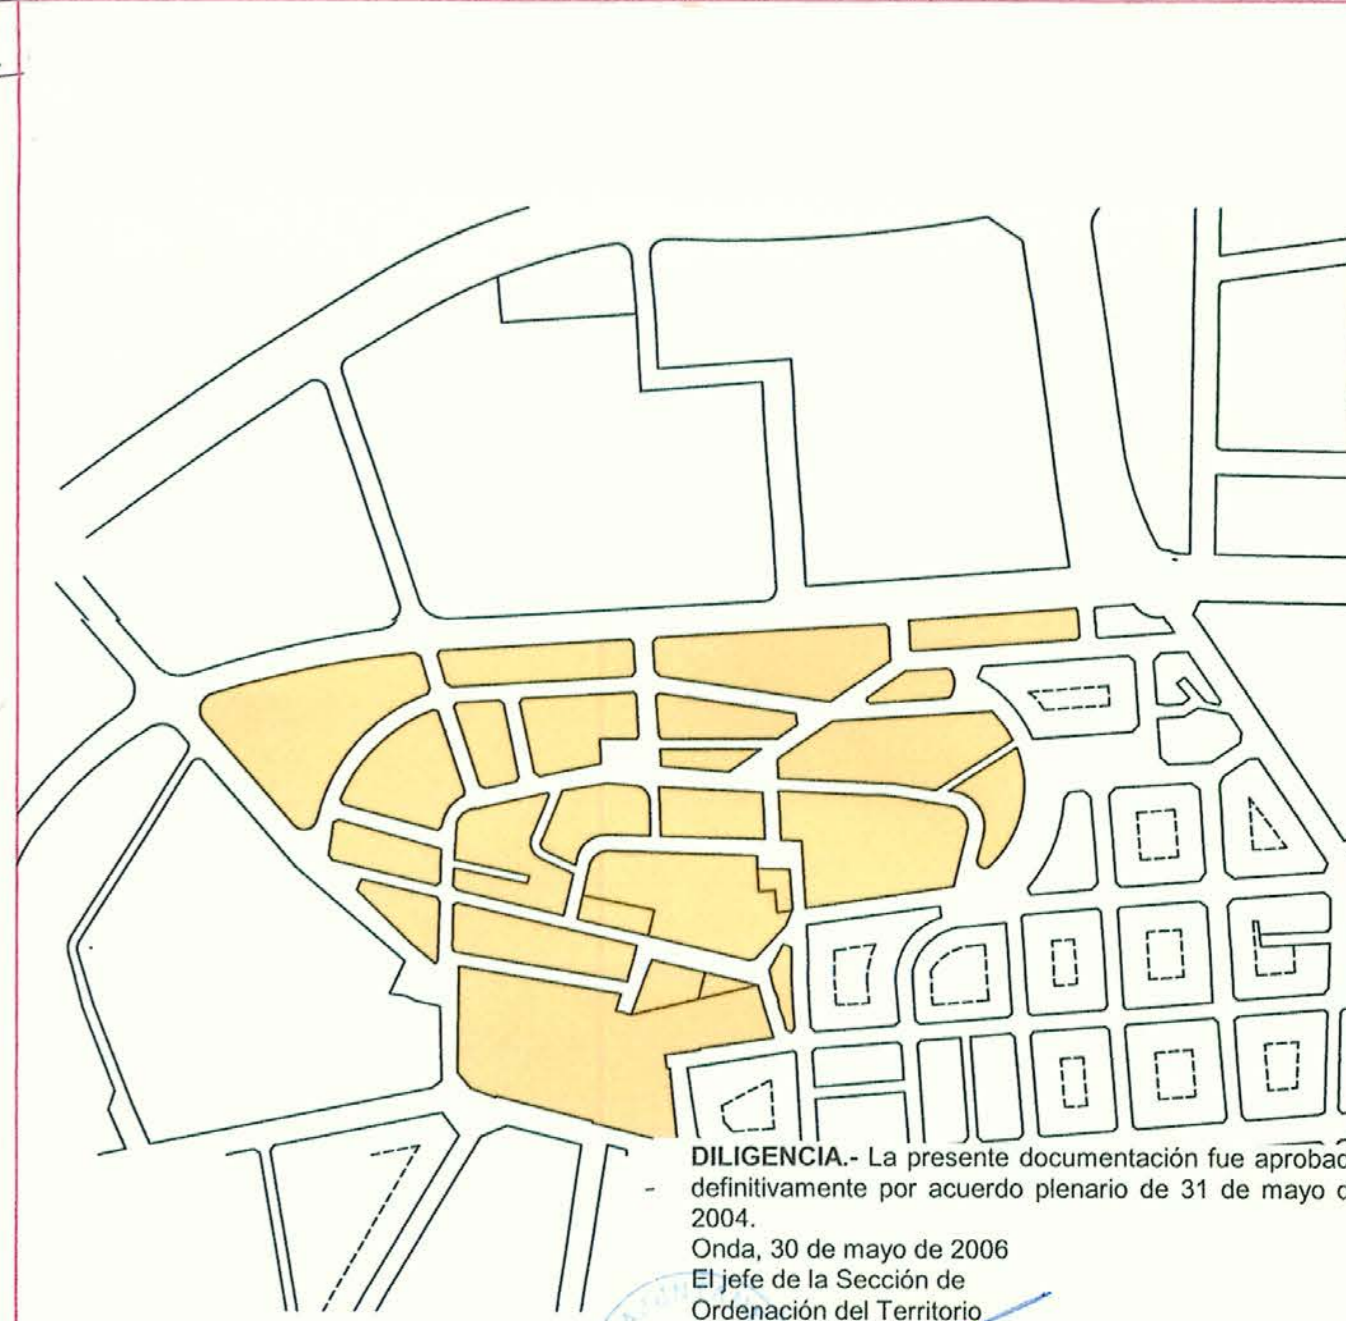 DILIGENCIA.- La presente documentación fue aprobad
definitivamente por acuerdo plenario de 31 de mayo d
2004.
Onda, 30 de mayo de 2006
El jefe de la Sección de
Ordenación del Territorio